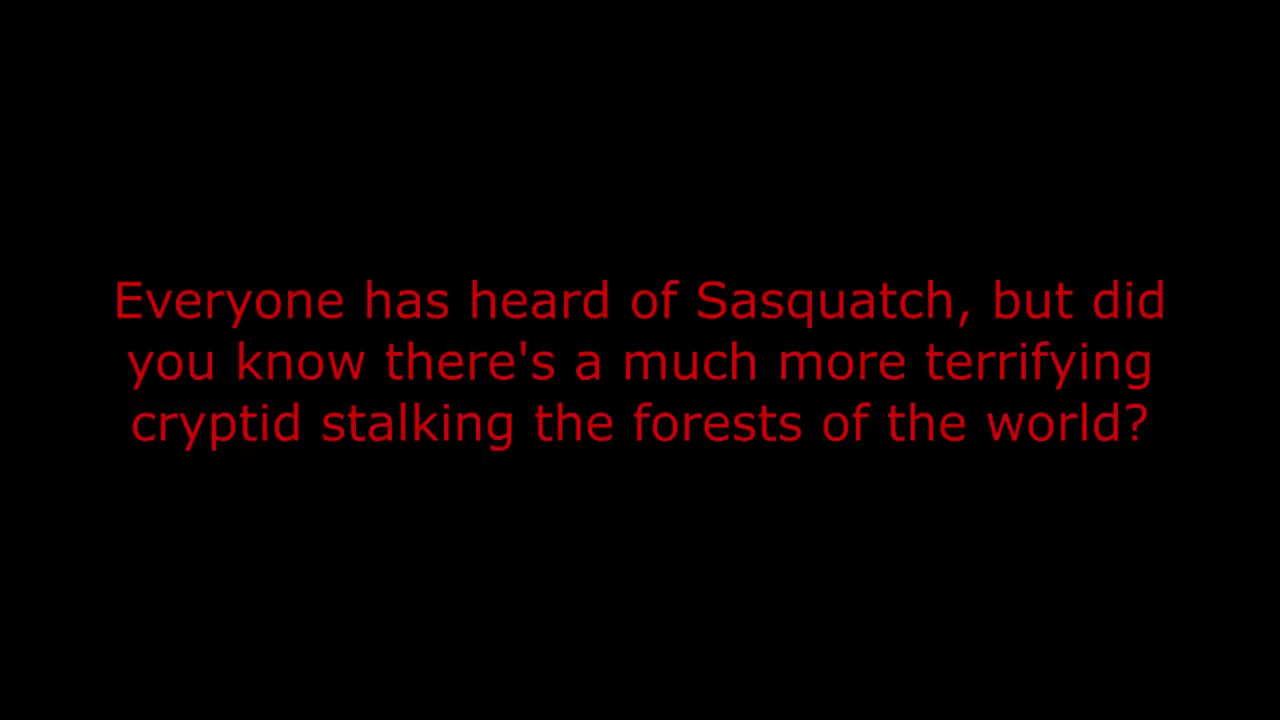 Everyone has heard of Sasquatch, but did
you know there's a much more terrifying
cryptid stalking the forests of the world?